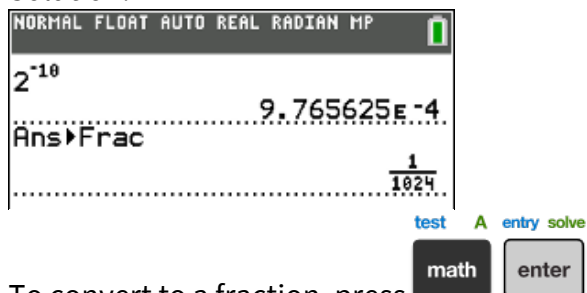 NORMAL FLOAT AUTO REAL RADIAN MP
2⁻¹⁰
9.765625ᴇ⁻4
Ans▶Frac
1/1024
test A entry solve
math enter
To convert to a fraction, press